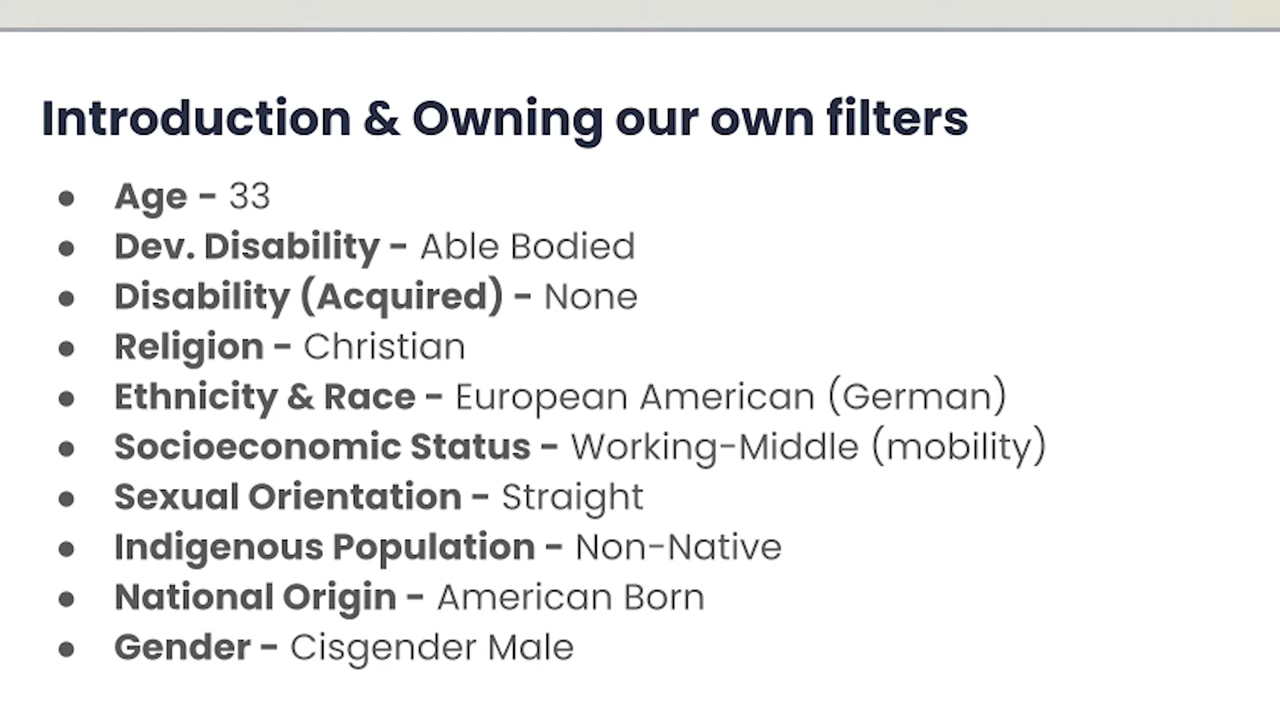 Introduction & Owning our own filters
● Age - 33
● Dev. Disability - Able Bodied
● Disability (Acquired) - None
● Religion - Christian
● Ethnicity & Race - European American (German)
● Socioeconomic Status - Working-Middle (mobility)
● Sexual Orientation - Straight
● Indigenous Population - Non-Native
● National Origin - American Born
● Gender - Cisgender Male